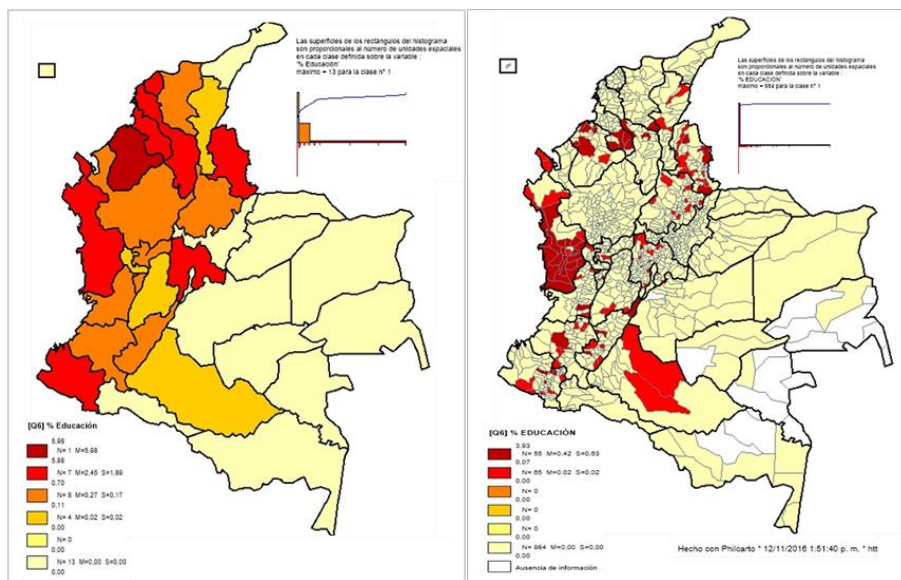 Las superficies de los rectángulos del histograma
son proporcionales al número de unidades espaciales
en cada clase definida sobre la variable :
'% Educación'
máximo = 13 para la clase n° 1
[Q6] % Educación
5,98
N= 1 M=5,98
5,98
N= 7 M=2,45 S=1,89
0,70
N= 8 M=0,27 S=0,17
0,11
N= 4 M=0,02 S=0,02
0,00
N= 0
0,00
N= 13 M=0,00 S=0,00
0,00
Las superficies de los rectángulos del histograma
son proporcionales al número de unidades espaciales
en cada clase definida sobre la variable :
'% EDUCACIÓN'
máximo = 984 para la clase n° 1
[Q6] % EDUCACIÓN
3,93
N= 55 M=0,42 S=0,63
0,07
N= 65 M=0,02 S=0,02
0,00
N= 0
0,00
N= 0
0,00
N= 0
0,00
N= 984 M=0,00 S=0,00
0,00
Ausencia de información
Hecho con Philcarto * 12/11/2016 1:51:40 p. m. * htt